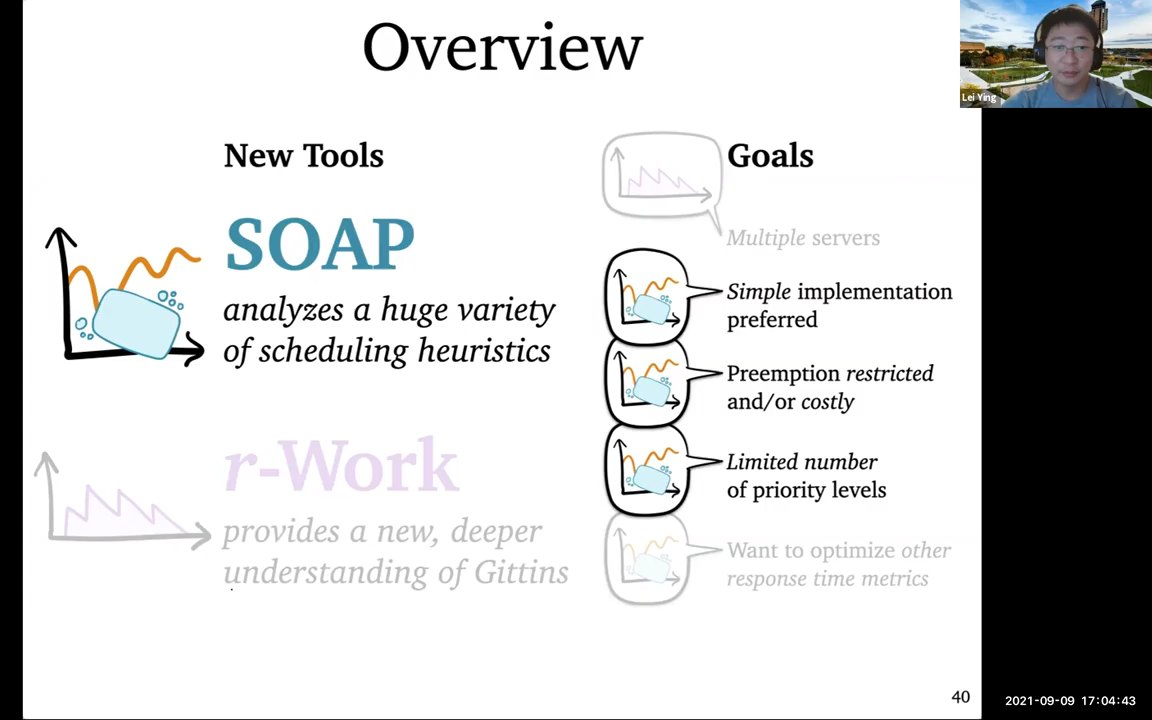 Overview
Lei Ying
New Tools
SOAP
analyzes a huge variety
of scheduling heuristics
r-Work
provides a new, deeper
understanding of Gittins
Goals
Multiple servers
Simple implementation
preferred
Preemption restricted
and/or costly
Limited number
of priority levels
Want to optimize other
response time metrics
40
2021-09-09 17:04:43